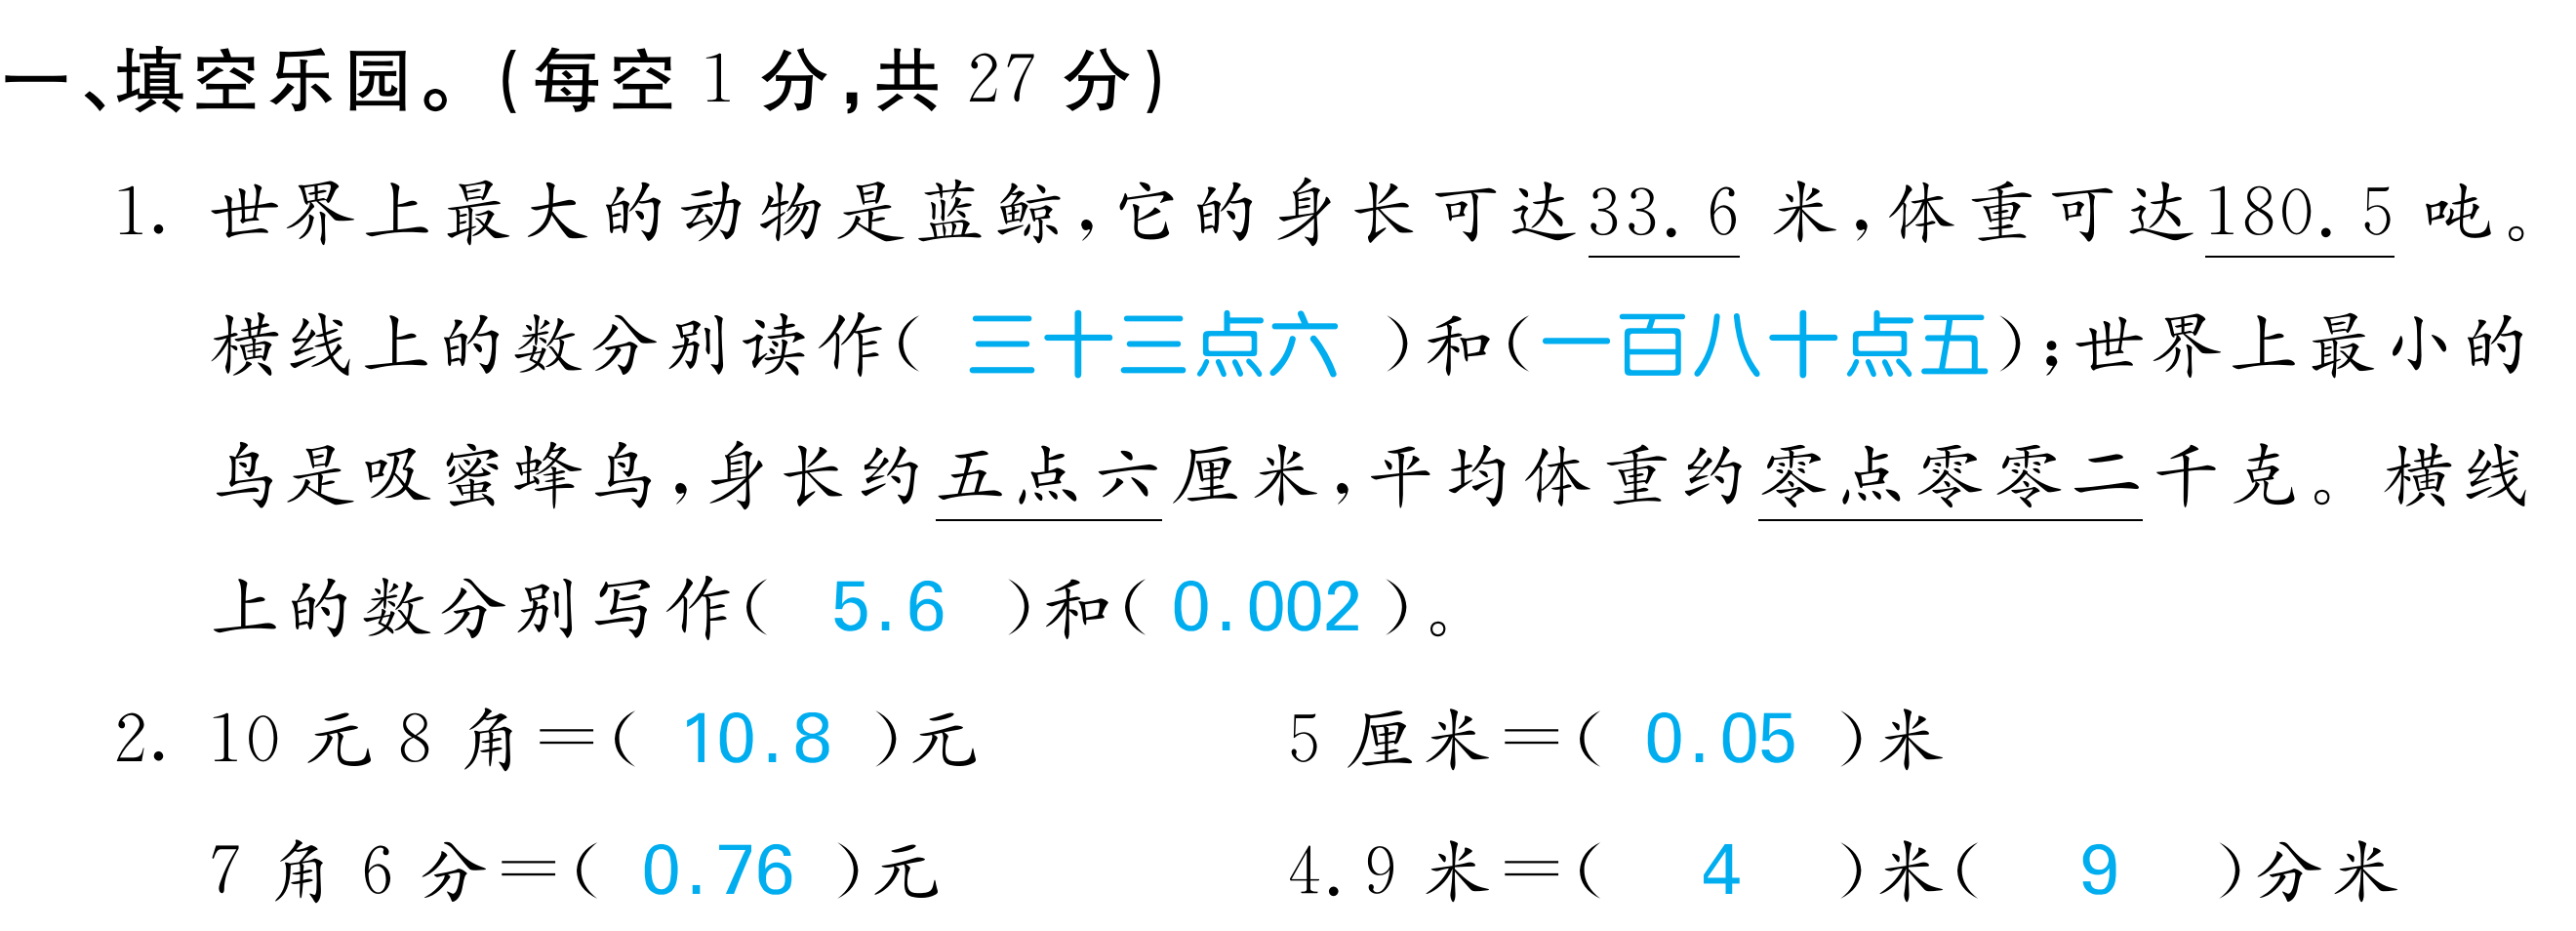 一、填空乐园。(每空 1 分,共 27 分)
1. 世界上最大的动物是蓝鲸,它的身长可达33.6 米,体重可达180.5 吨。
横线上的数分别读作( 三十三点六 )和(一百八十点五);世界上最小的
鸟是吸蜜蜂鸟,身长约五点六厘米,平均体重约零点零零二千克。横线
上的数分别写作( 5.6 )和( 0.002 )。
2. 10 元 8 角=( 10.8 )元 5 厘米=( 0.05 )米
7 角 6 分=( 0.76 )元 4.9 米=( 4 )米( 9 )分米